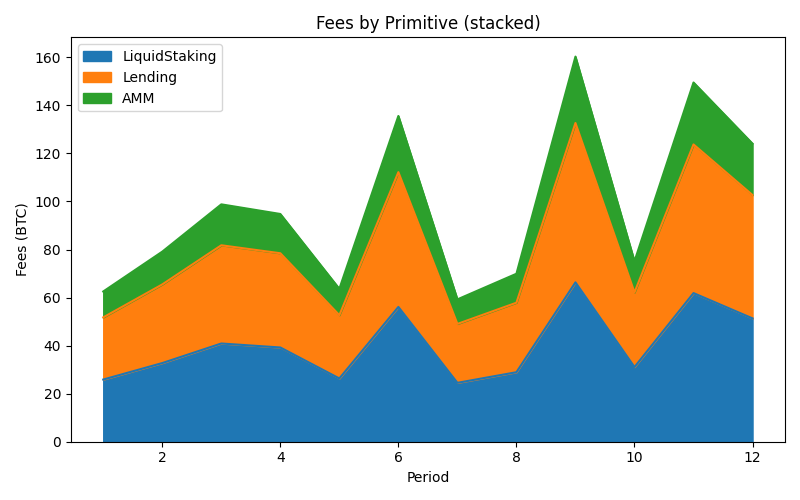 Fees by Primitive (stacked)
LiquidStaking
Lending
AMM
Fees (BTC)
160
140
120
100
80
60
40
20
0
2 4 6 8 10 12
Period